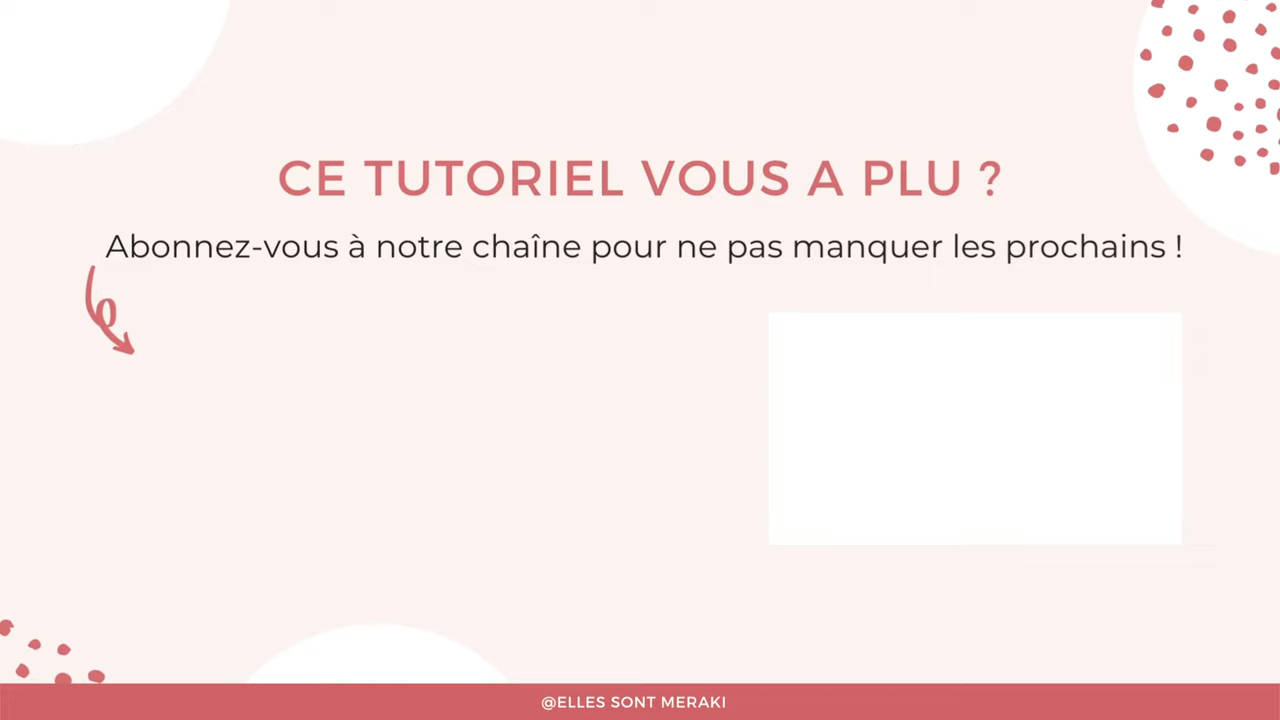 CE TUTORIEL VOUS A PLU ?
Abonnez-vous à notre chaîne pour ne pas manquer les prochains !
@ELLES SONT MERAKI